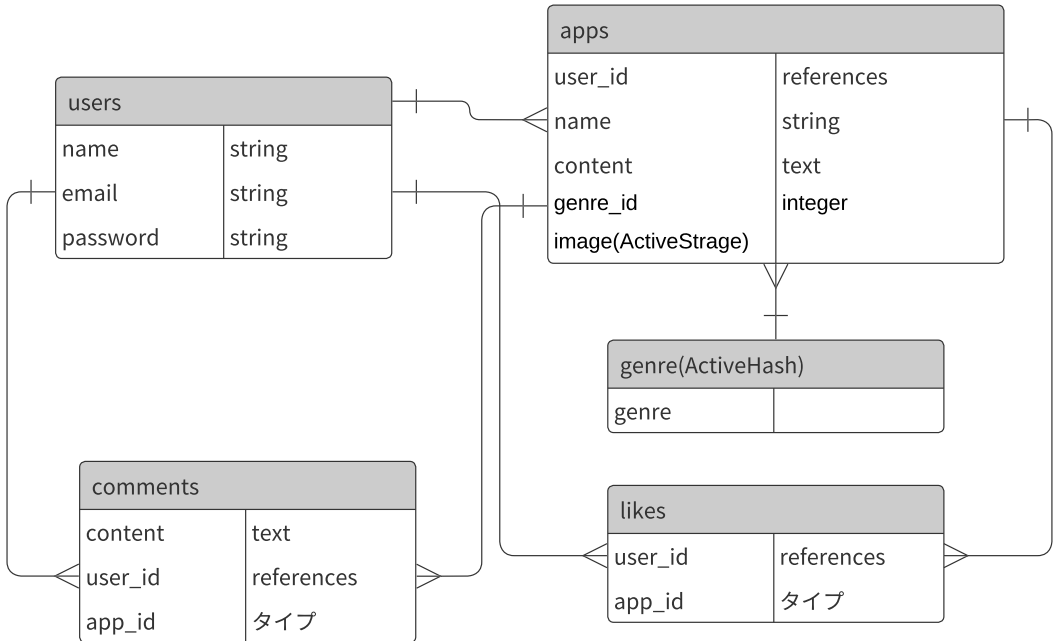 users
name string
email string
password string
apps
user_id references
name string
content text
genre_id integer
image(ActiveStrage)
genre(ActiveHash)
genre
comments
content text
user_id references
app_id タイプ
likes
user_id references
app_id タイプ